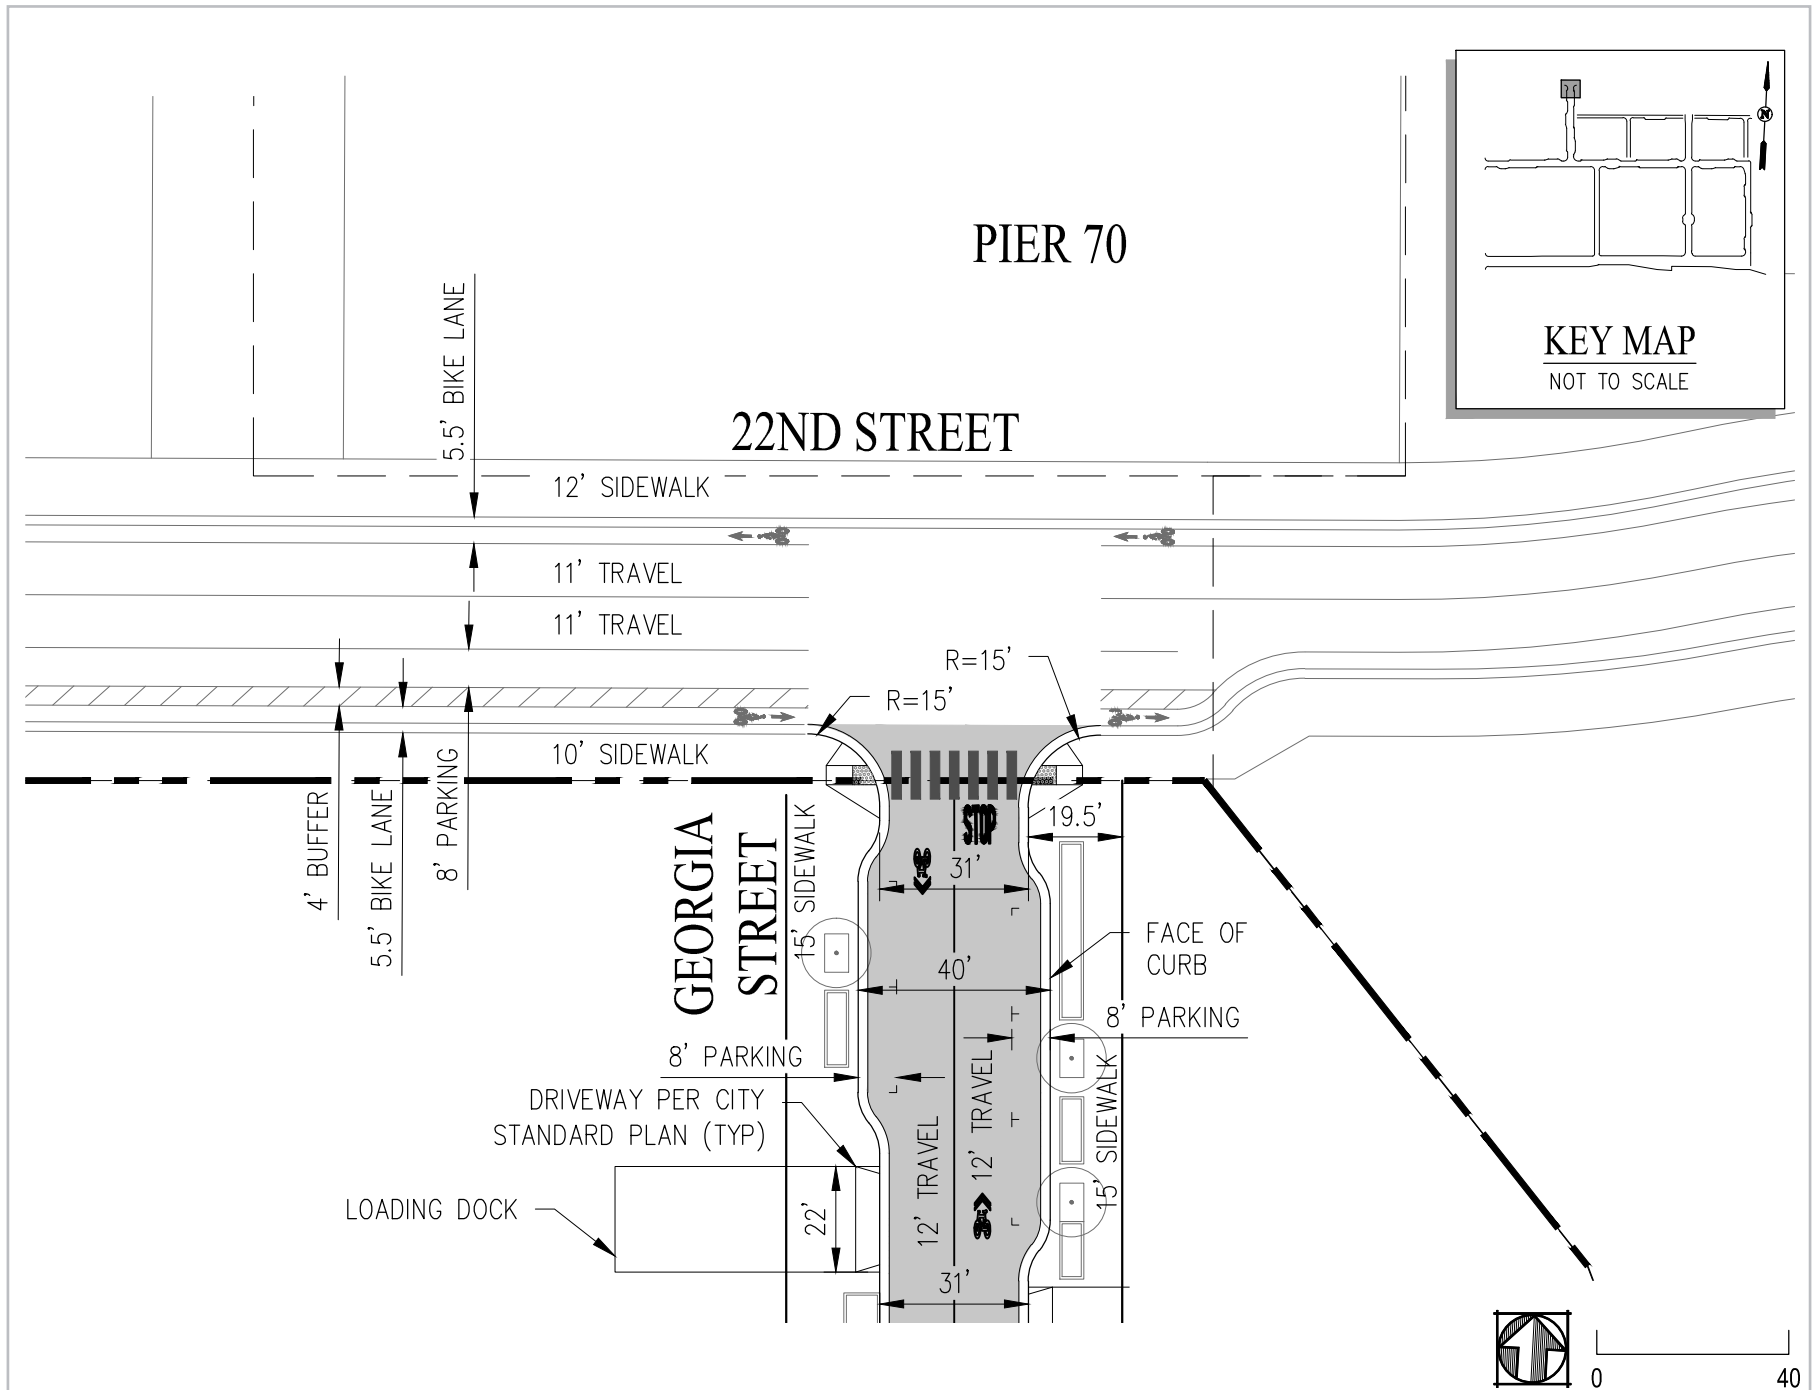 PIER 70
N
KEY MAP
NOT TO SCALE
5.5' BIKE LANE
22ND STREET
12' SIDEWALK
11' TRAVEL
11' TRAVEL
R=15'
R=15'
10' SIDEWALK
4' BUFFER
5.5' BIKE LANE
8' PARKING
GEORGIA
STREET
15' SIDEWALK
STOP
19.5'
31'
FACE OF
CURB
40'
8' PARKING
8' PARKING
12' TRAVEL
12' TRAVEL
15' SIDEWALK
DRIVEWAY PER CITY
STANDARD PLAN (TYP)
LOADING DOCK
22'
31'
0
40